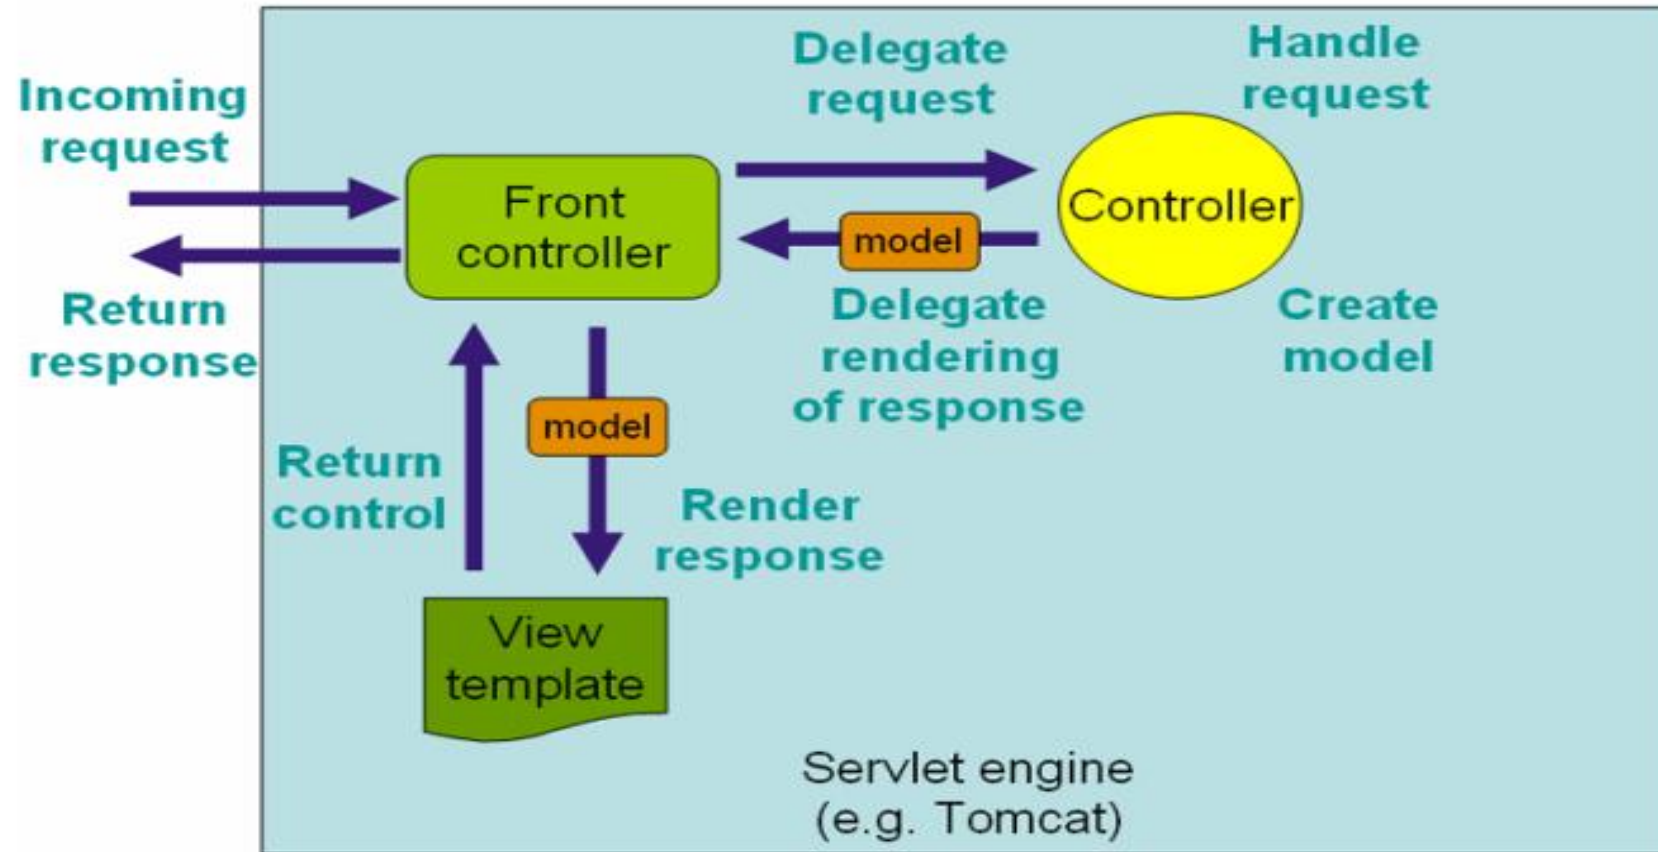 Incoming
request
Return
response
Front
controller
Delegate
request
Handle
request
Controller
model
Delegate
rendering
of response
Create
model
model
Return
control
Render
response
View
template
Servlet engine
(e.g. Tomcat)